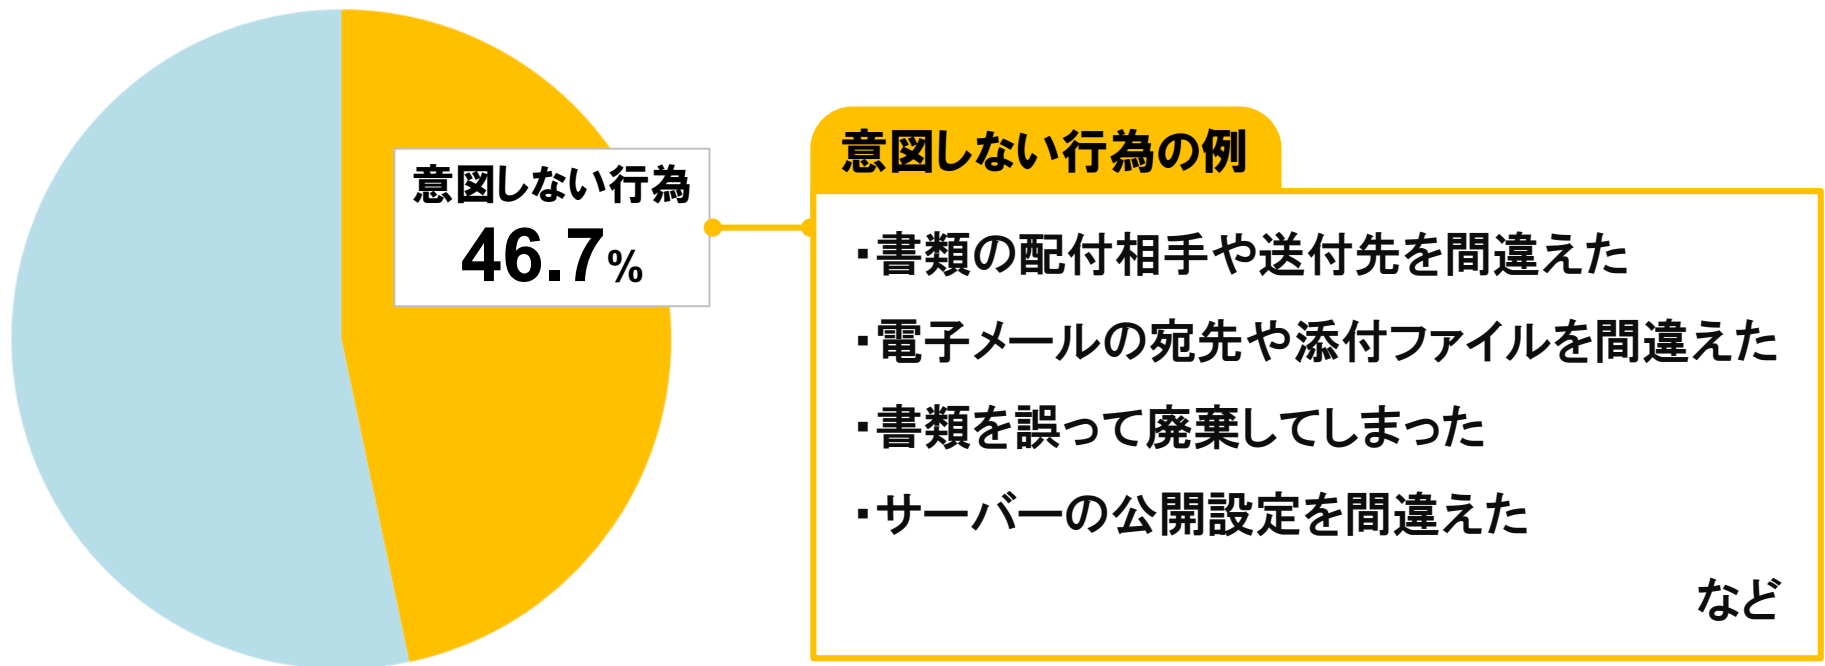 意図しない行為
46.7%
意図しない行為の例
・書類の配付相手や送付先を間違えた
・電子メールの宛先や添付ファイルを間違えた
・書類を誤って廃棄してしまった
・サーバーの公開設定を間違えた
など